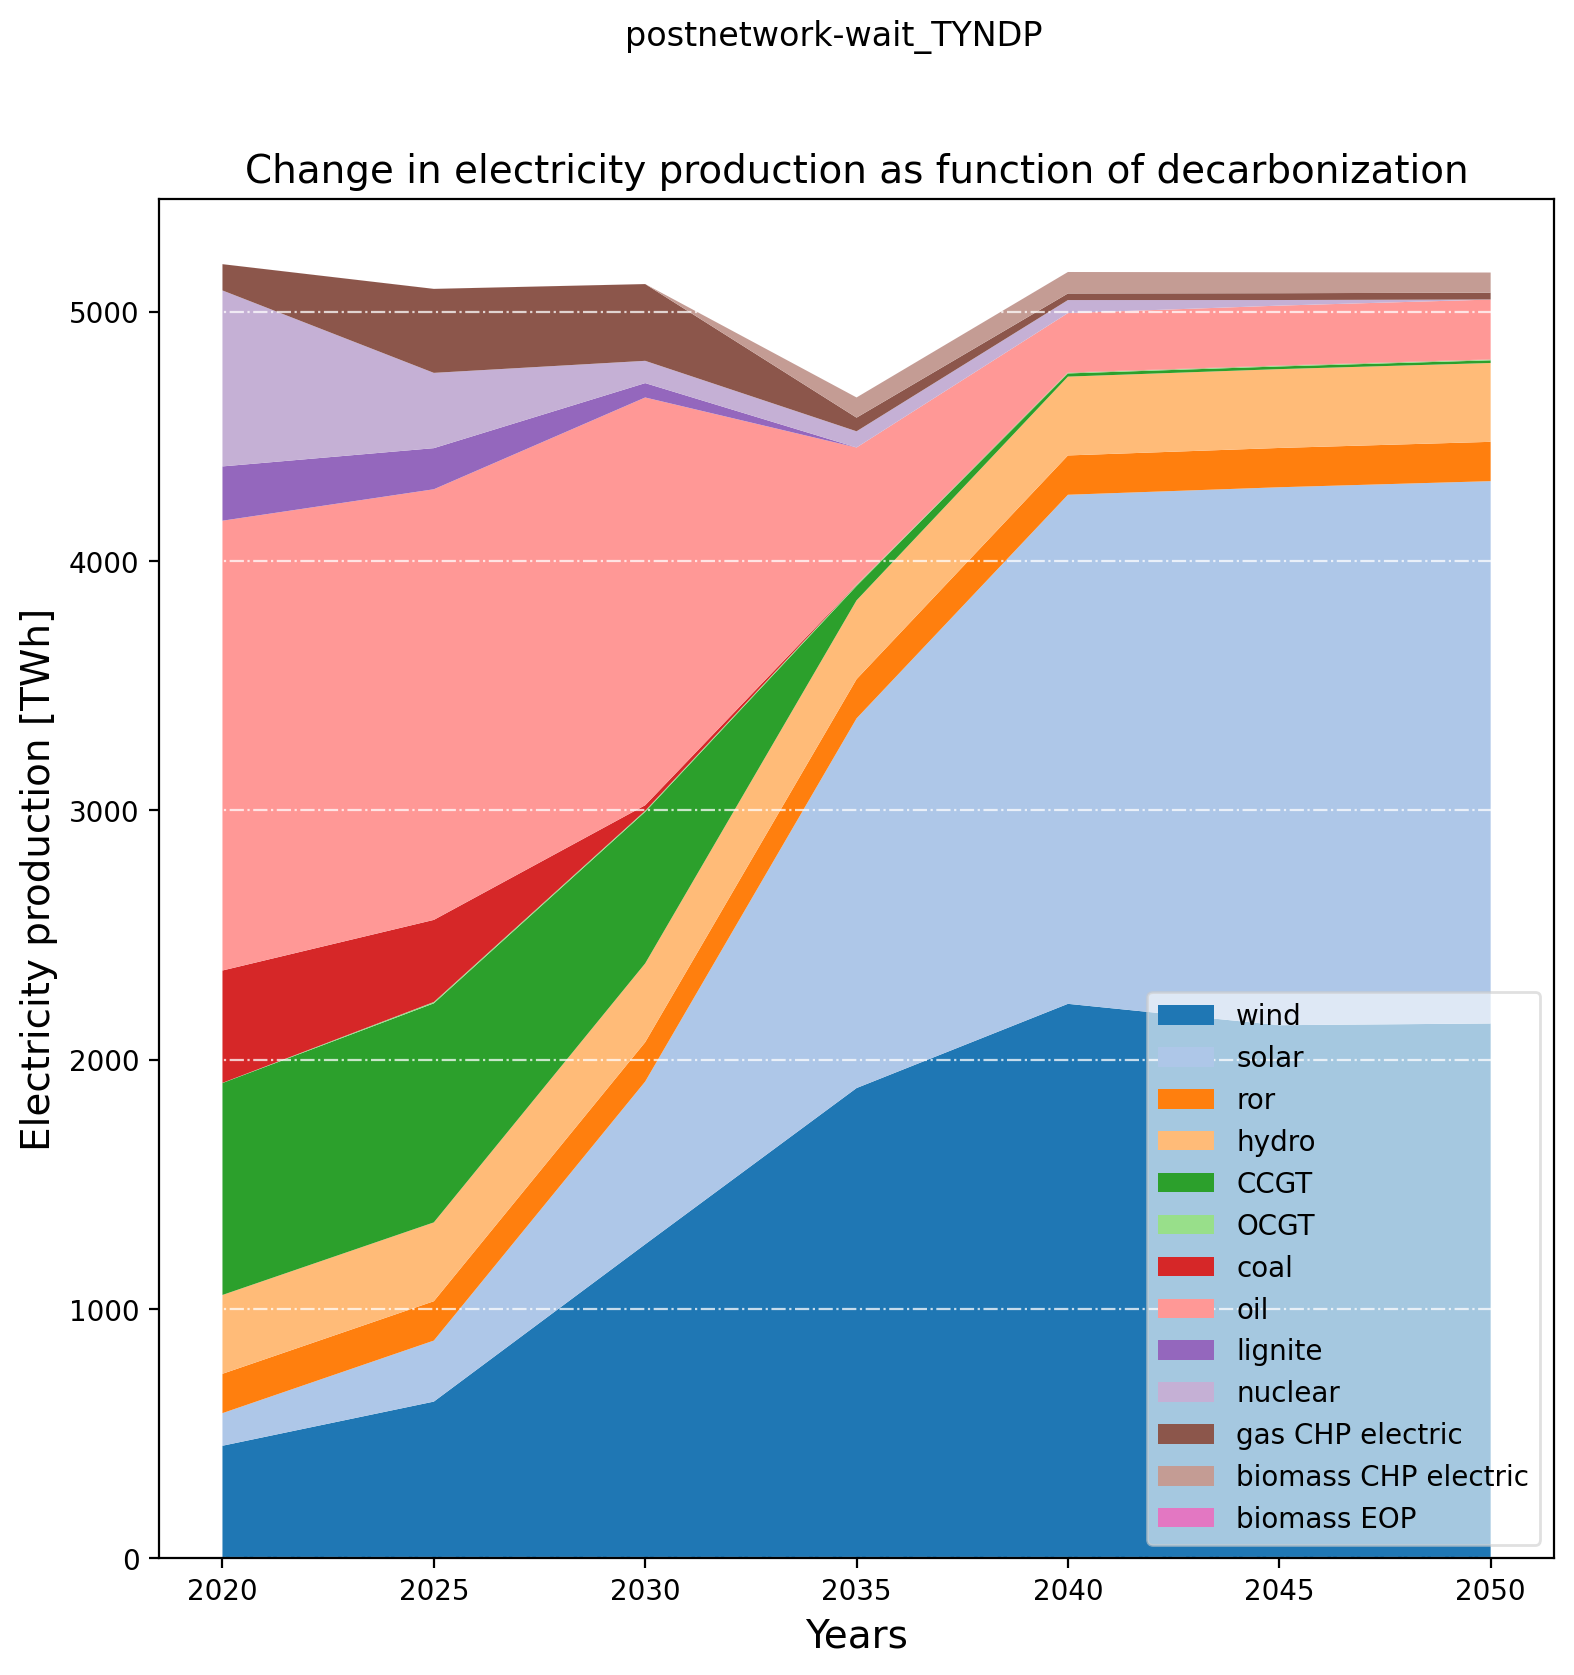 postnetwork-wait_TYNDP
Change in electricity production as function of decarbonization
Electricity production [TWh]
5000
4000
3000
2000
1000
0
wind
solar
ror
hydro
CCGT
OCGT
coal
oil
lignite
nuclear
gas CHP electric
biomass CHP electric
biomass EOP
2020 2025 2030 2035 2040 2045 2050
Years